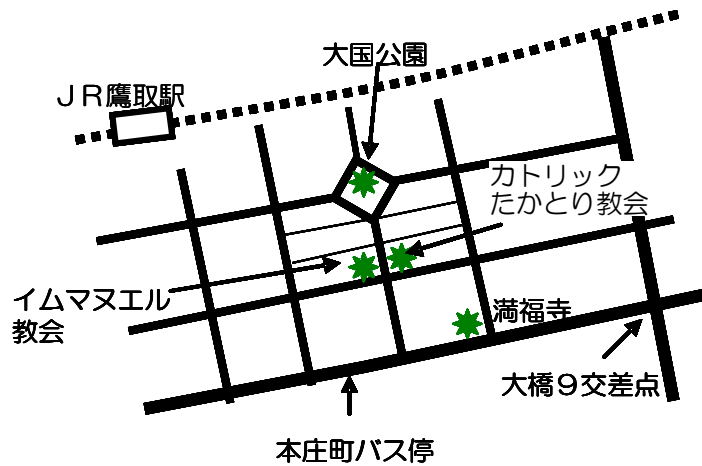 大国公園
ＪＲ鷹取駅
カトリック
たかとり教会
イムマヌエル
教会
満福寺
大橋９交差点
本庄町バス停